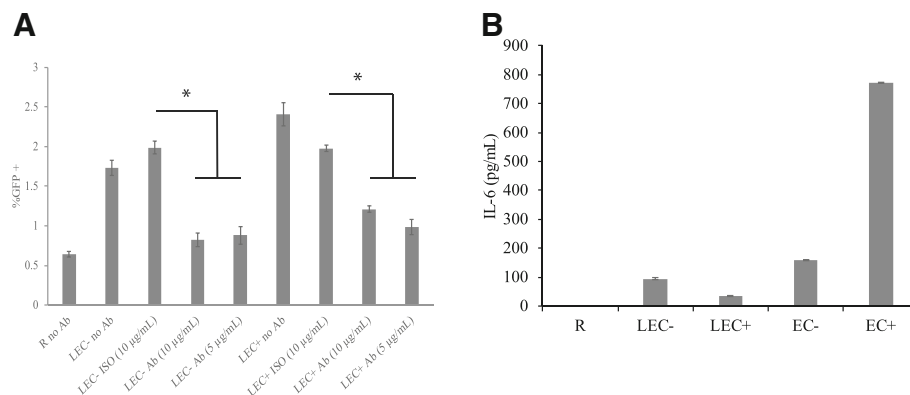 A
B
3
2.5
2
1.5
1
0.5
0
%GFP +
*
*
R no Ab
LEC- no Ab
LEC- ISO (10 µg/mL)
LEC- Ab (10 µg/mL)
LEC- Ab (5 µg/mL)
LEC+ no Ab
LEC+ ISO (10 µg/mL)
LEC+ Ab (10 µg/mL)
LEC+ Ab (5 µg/mL)
900
800
700
600
500
400
300
200
100
0
IL-6 (pg/mL)
R LEC- LEC+ EC- EC+